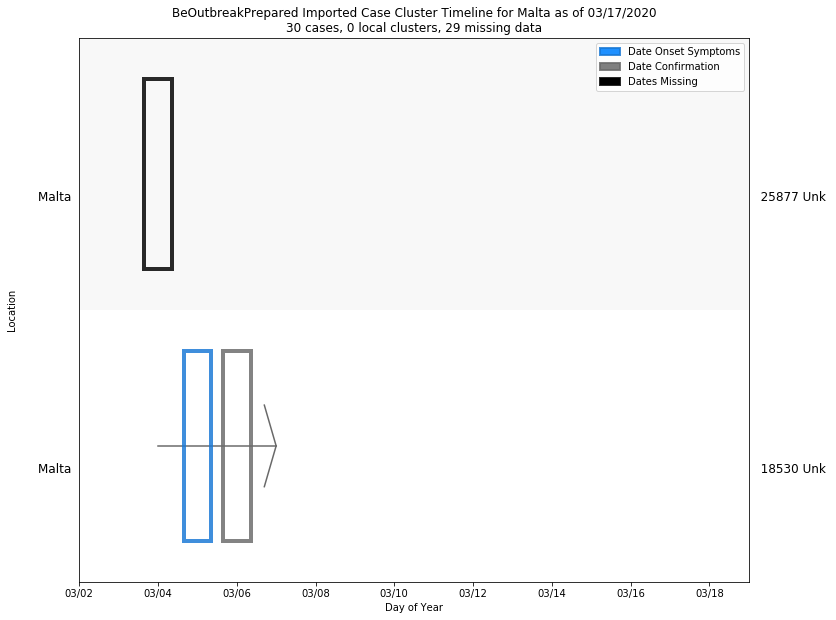 BeOutbreakPrepared Imported Case Cluster Timeline for Malta as of 03/17/2020
30 cases, 0 local clusters, 29 missing data
Date Onset Symptoms
Date Confirmation
Dates Missing
Malta
25877 Unk
Location
Malta
18530 Unk
03/02 03/04 03/06 03/08 03/10 03/12 03/14 03/16 03/18
Day of Year